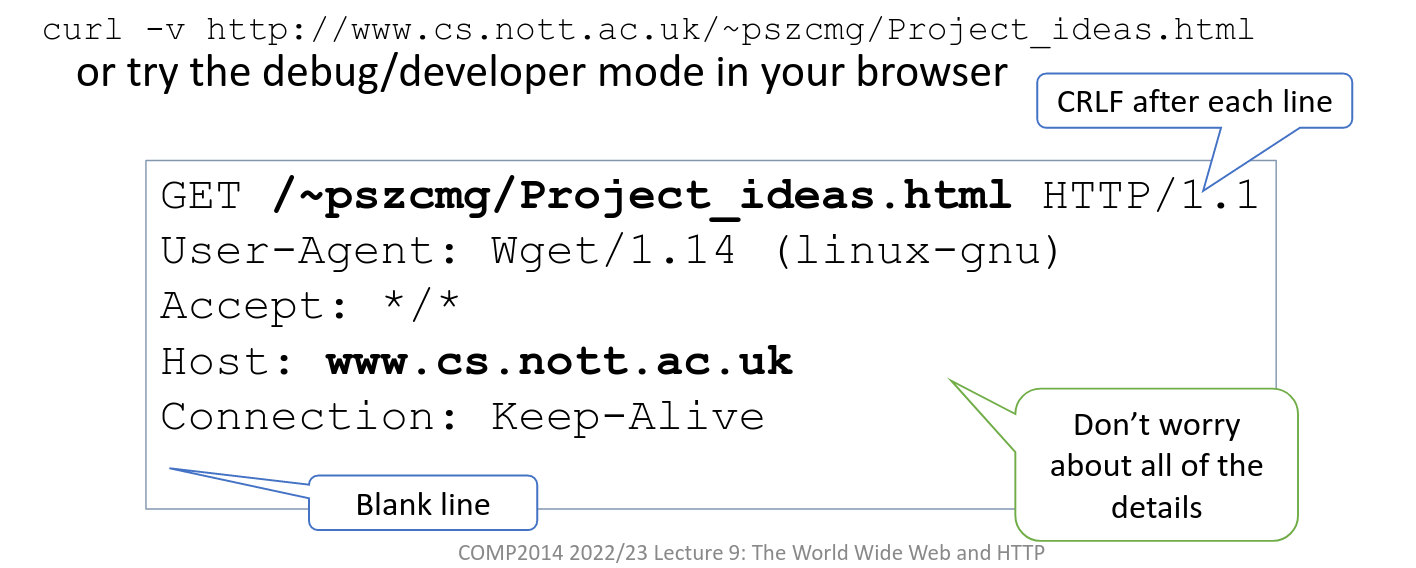 curl -v http://www.cs.nott.ac.uk/~pszcmg/Project_ideas.html
or try the debug/developer mode in your browser
CRLF after each line
GET /~pszcmg/Project_ideas.html HTTP/1.1
User-Agent: Wget/1.14 (linux-gnu)
Accept: */*
Host: www.cs.nott.ac.uk
Connection: Keep-Alive
Don’t worry
about all of the
details
Blank line
COMP2014 2022/23 Lecture 9: The World Wide Web and HTTP